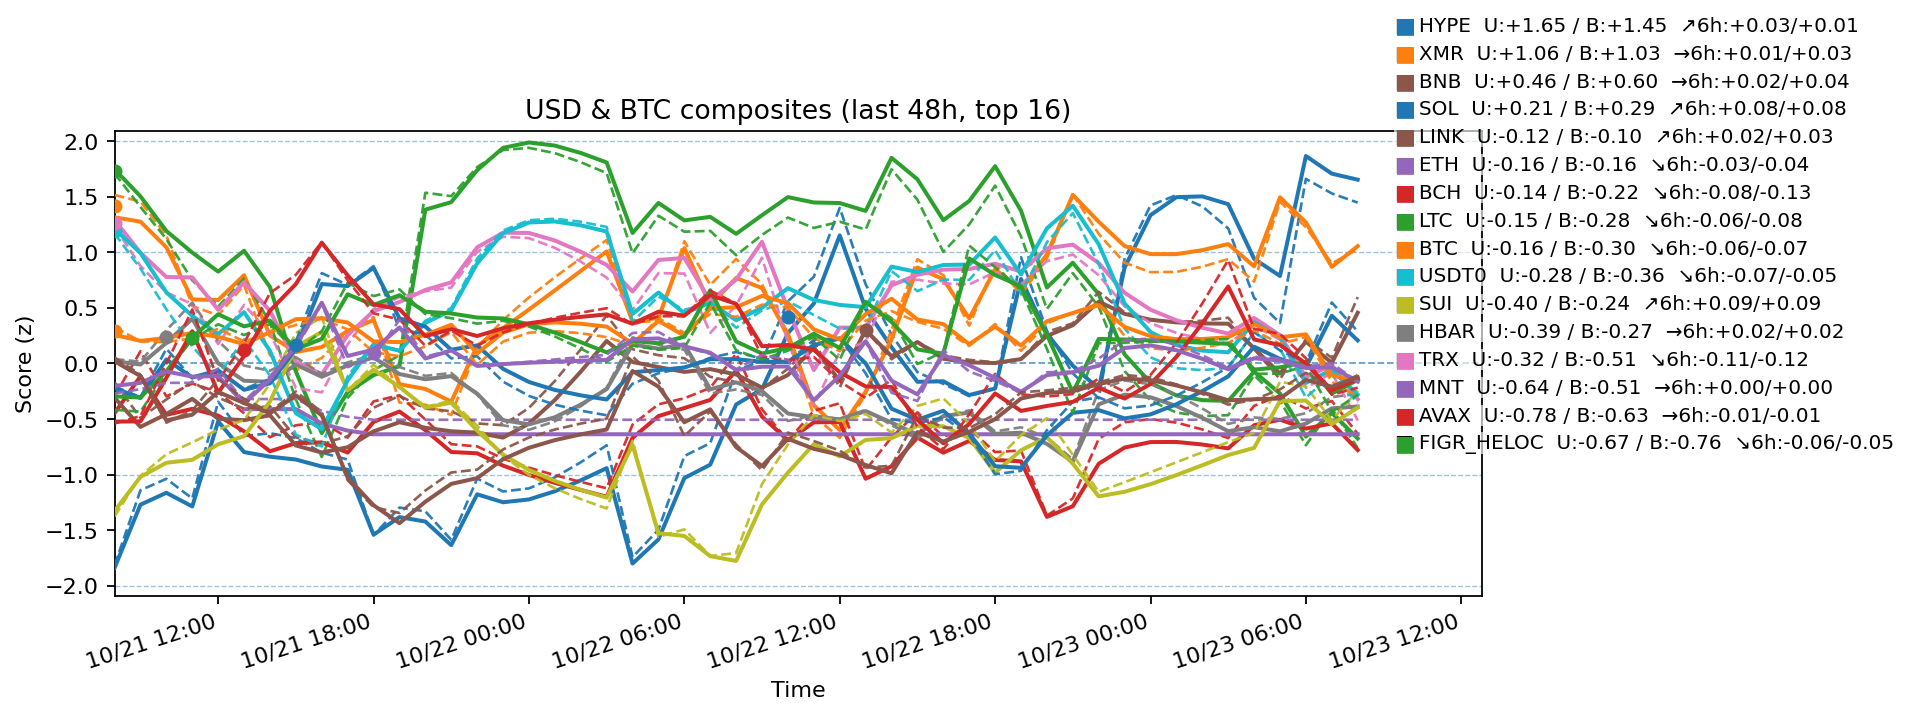 USD & BTC composites (last 48h, top 16)
HYPE  U:+1.65 / B:+1.45  ↗6h:+0.03/+0.01
XMR  U:+1.06 / B:+1.03  →6h:+0.01/+0.03
BNB  U:+0.46 / B:+0.60  →6h:+0.02/+0.04
SOL  U:+0.21 / B:+0.29  ↗6h:+0.08/+0.08
LINK  U:-0.12 / B:-0.10  ↗6h:+0.02/+0.03
ETH  U:-0.16 / B:-0.16  ↘6h:-0.03/-0.04
BCH  U:-0.14 / B:-0.22  ↘6h:-0.08/-0.13
LTC  U:-0.15 / B:-0.28  ↘6h:-0.06/-0.08
BTC  U:-0.16 / B:-0.30  ↘6h:-0.06/-0.07
USDT0  U:-0.28 / B:-0.36  ↘6h:-0.07/-0.05
SUI  U:-0.40 / B:-0.24  ↗6h:+0.09/+0.09
HBAR  U:-0.39 / B:-0.27  →6h:+0.02/+0.02
TRX  U:-0.32 / B:-0.51  ↘6h:-0.11/-0.12
MNT  U:-0.64 / B:-0.51  →6h:+0.00/+0.00
AVAX  U:-0.78 / B:-0.63  →6h:-0.01/-0.01
FIGR_HELOC  U:-0.67 / B:-0.76  ↘6h:-0.06/-0.05
Score (z)
2.0
1.5
1.0
0.5
0.0
−0.5
−1.0
−1.5
−2.0
10/21 12:00
10/21 18:00
10/22 00:00
10/22 06:00
10/22 12:00
10/22 18:00
10/23 00:00
10/23 06:00
10/23 12:00
Time